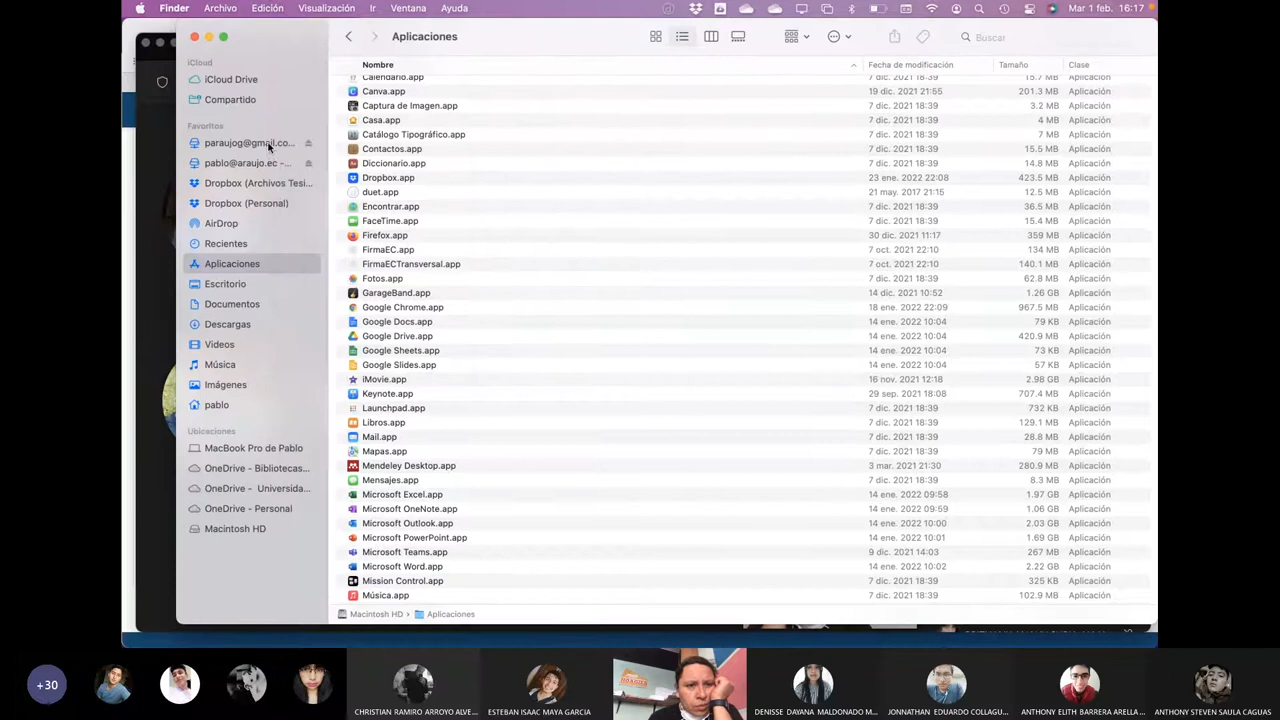 Finder Archivo Edición Visualización Ir Ventana Ayuda Mar 1 feb. 16:17
Aplicaciones
Buscar
iCloud
iCloud Drive
Compartido
Favoritos
paraujog@gmail.co...
pablo@araujo.ec -...
Dropbox (Archivos Tesi...
Dropbox (Personal)
AirDrop
Recientes
Aplicaciones
Escritorio
Documentos
Descargas
Videos
Música
Imágenes
pablo
Ubicaciones
MacBook Pro de Pablo
OneDrive - Bibliotecas...
OneDrive - Universida...
OneDrive - Personal
Macintosh HD
Nombre Fecha de modificación Tamaño Clase
Calendario.app 7 dic. 2021 18:39 15.7 MB Aplicación
Canva.app 19 dic. 2021 21:55 201.3 MB Aplicación
Captura de Imagen.app 7 dic. 2021 18:39 3.2 MB Aplicación
Casa.app 7 dic. 2021 18:39 4 MB Aplicación
Catálogo Tipográfico.app 7 dic. 2021 18:39 7 MB Aplicación
Contactos.app 7 dic. 2021 18:39 15.5 MB Aplicación
Diccionario.app 7 dic. 2021 18:39 14.8 MB Aplicación
Dropbox.app 23 ene. 2022 22:08 423.5 MB Aplicación
duet.app 21 may. 2017 21:15 12.5 MB Aplicación
Encontrar.app 7 dic. 2021 18:39 36.5 MB Aplicación
FaceTime.app 7 dic. 2021 18:39 15.4 MB Aplicación
Firefox.app 30 dic. 2021 11:17 359 MB Aplicación
FirmaEC.app 7 oct. 2021 22:10 134 MB Aplicación
FirmaECTransversal.app 7 oct. 2021 22:10 140.1 MB Aplicación
Fotos.app 7 dic. 2021 18:39 62.8 MB Aplicación
GarageBand.app 14 dic. 2021 10:52 1.26 GB Aplicación
Google Chrome.app 18 ene. 2022 22:09 967.5 MB Aplicación
Google Docs.app 14 ene. 2022 10:04 79 KB Aplicación
Google Drive.app 14 ene. 2022 10:04 420.9 MB Aplicación
Google Sheets.app 14 ene. 2022 10:04 73 KB Aplicación
Google Slides.app 14 ene. 2022 10:04 57 KB Aplicación
iMovie.app 16 nov. 2021 12:18 2.98 GB Aplicación
Keynote.app 29 sep. 2021 18:08 707.4 MB Aplicación
Launchpad.app 7 dic. 2021 18:39 732 KB Aplicación
Libros.app 7 dic. 2021 18:39 129.1 MB Aplicación
Mail.app 7 dic. 2021 18:39 28.8 MB Aplicación
Mapas.app 7 dic. 2021 18:39 79 MB Aplicación
Mendeley Desktop.app 3 mar. 2021 21:30 280.9 MB Aplicación
Mensajes.app 7 dic. 2021 18:39 8.3 MB Aplicación
Microsoft Excel.app 14 ene. 2022 09:58 1.97 GB Aplicación
Microsoft OneNote.app 14 ene. 2022 09:59 1.06 GB Aplicación
Microsoft Outlook.app 14 ene. 2022 10:00 2.03 GB Aplicación
Microsoft PowerPoint.app 14 ene. 2022 10:01 1.69 GB Aplicación
Microsoft Teams.app 9 dic. 2021 14:03 267 MB Aplicación
Microsoft Word.app 14 ene. 2022 10:02 2.22 GB Aplicación
Mission Control.app 7 dic. 2021 18:39 325 KB Aplicación
Música.app 7 dic. 2021 18:39 102.9 MB Aplicación
Macintosh HD › Aplicaciones
+30
CHRISTIAN RAMIRO ARROYO ALVE...
ESTEBAN ISAAC MAYA GARCIA
DENISSE DAYANA MALDONADO M...
JONNATHAN EDUARDO COLLAGU...
ANTHONY ELITH BARRERA ARELLA...
ANTHONY STEVEN SAULA CAGUAS